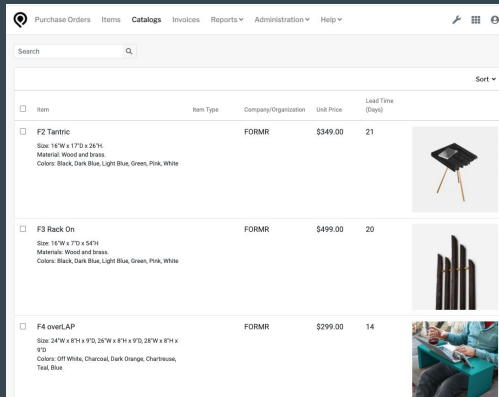 Purchase Orders Items Catalogs Invoices Reports Administration Help
Search
Sort
Item Item Type Company/Organization Unit Price Lead Time (Days)
F2 Tantric FORMR $349.00 21
Size: 16"W x 17"D x 26"H.
Material: Wood and brass.
Colors: Black, Dark Blue, Light Blue, Green, Pink, White
F3 Rack On FORMR $499.00 20
Size: 16"W x 7"D x 54"H
Materials: Wood and brass.
Colors: Black, Dark Blue, Light Blue, Green, Pink, White
F4 overLAP FORMR $299.00 14
Size: 24"W x 8"H x 9"D, 26"W x 8"H x 9"D, 28"W x 8"H x
9"D
Colors: Off White, Charcoal, Dark Orange, Chartreuse,
Teal, Blue